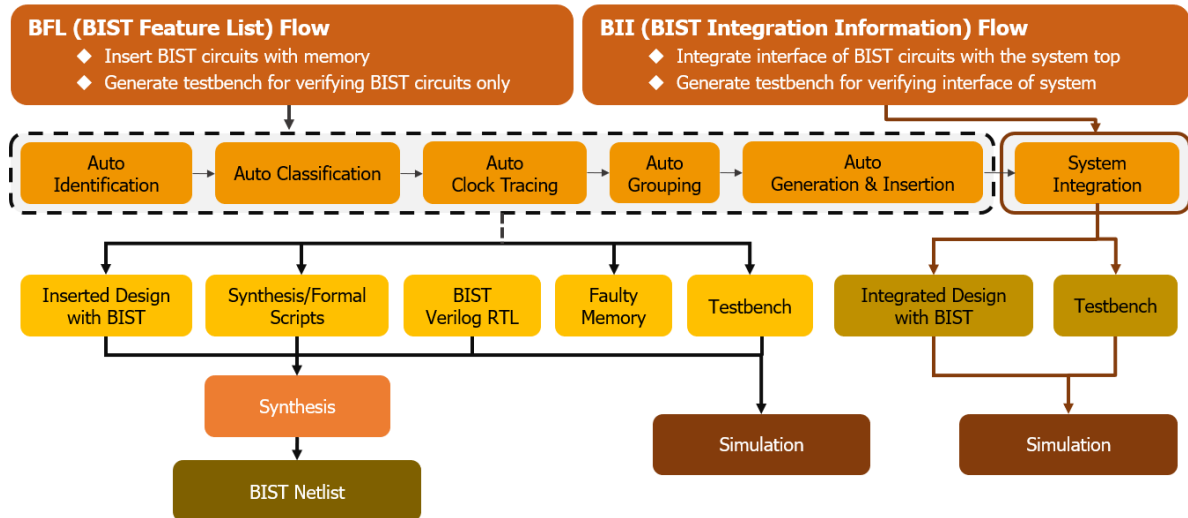 BFL (BIST Feature List) Flow
◆ Insert BIST circuits with memory
◆ Generate testbench for verifying BIST circuits only
BII (BIST Integration Information) Flow
◆ Integrate interface of BIST circuits with the system top
◆ Generate testbench for verifying interface of system
Auto
Identification
Auto Classification
Auto
Clock Tracing
Auto
Grouping
Auto
Generation & Insertion
System
Integration
Inserted Design
with BIST
Synthesis/Formal
Scripts
BIST
Verilog RTL
Faulty
Memory
Testbench
Integrated Design
with BIST
Testbench
Synthesis
Simulation
Simulation
BIST Netlist